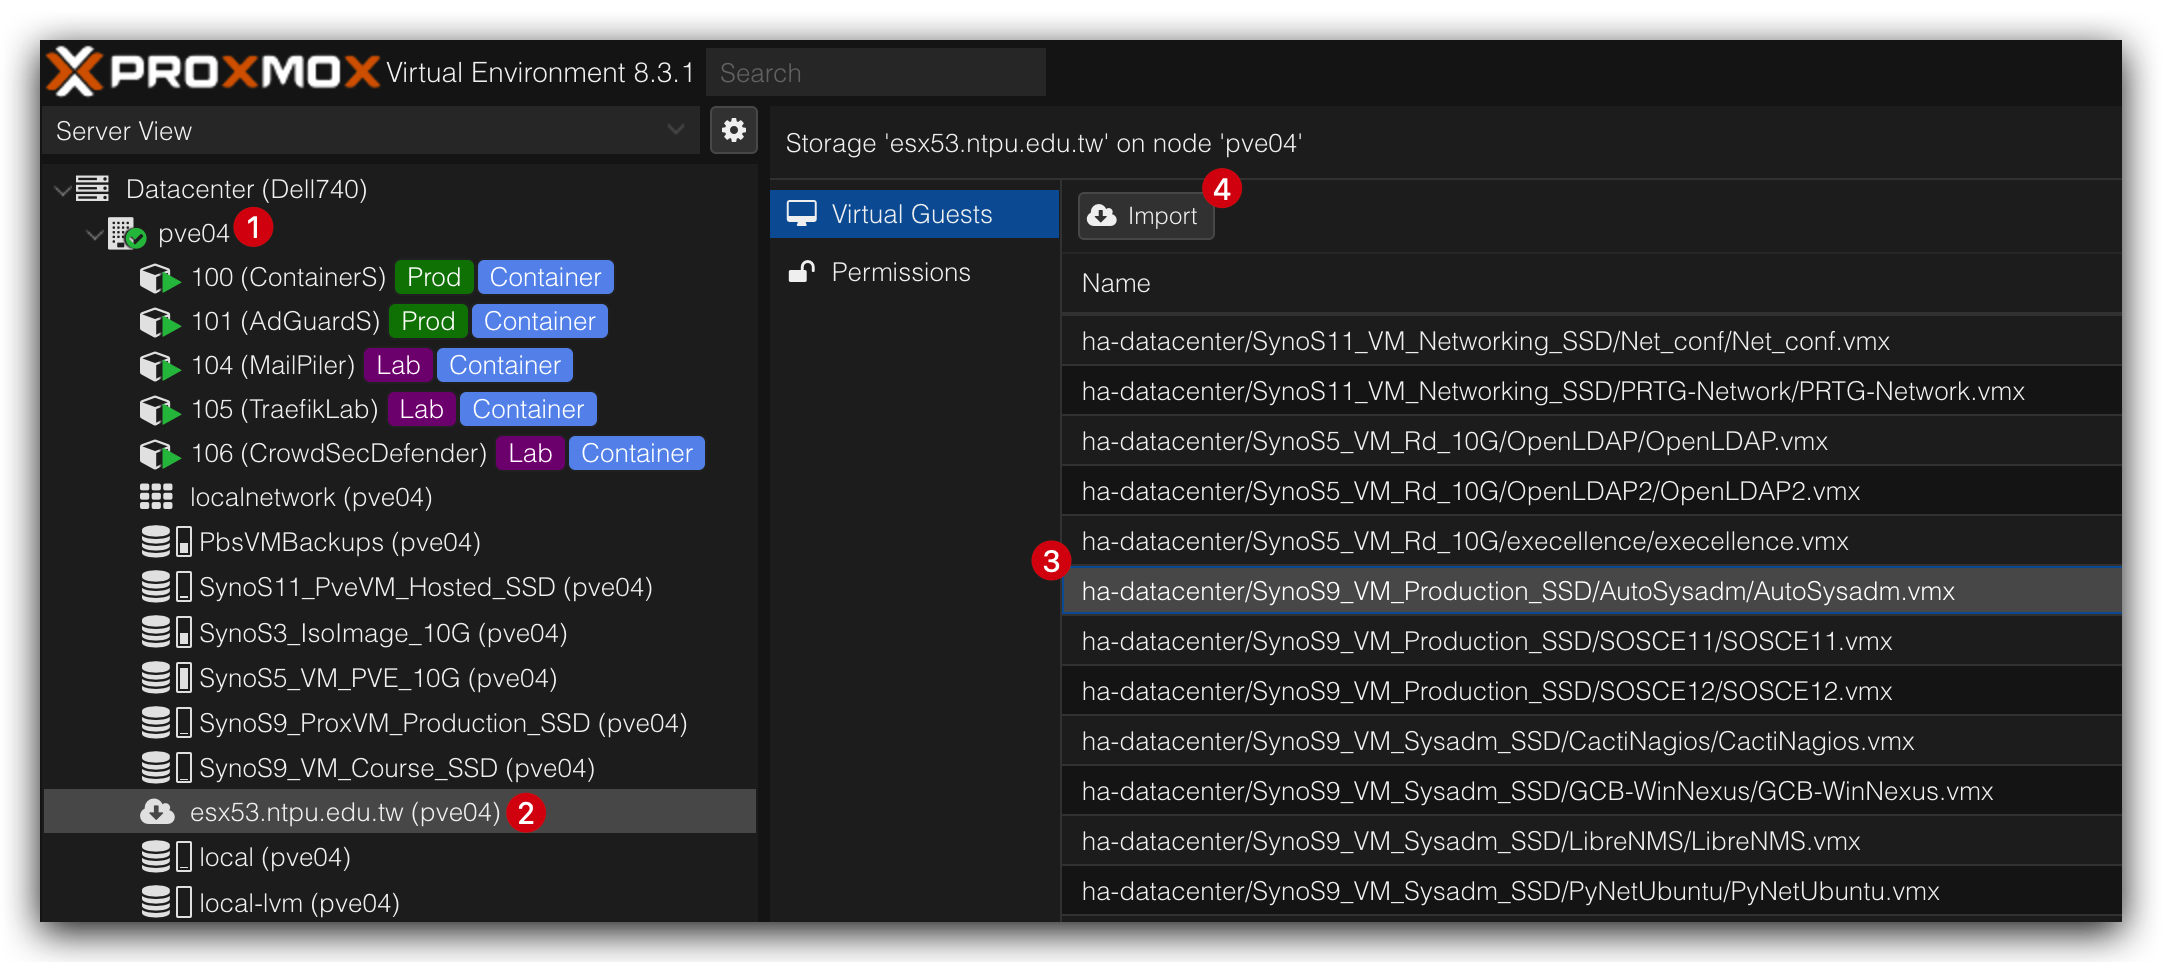 PROXMOX Virtual Environment 8.3.1 Search
Server View
Datacenter (Dell740)
pve04 1
100 (ContainerS) Prod Container
101 (AdGuardS) Prod Container
104 (MailPiler) Lab Container
105 (TraefikLab) Lab Container
106 (CrowdSecDefender) Lab Container
localnetwork (pve04)
PbsVMBackups (pve04)
SynoS11_PveVM_Hosted_SSD (pve04)
SynoS3_IsoImage_10G (pve04)
SynoS5_VM_PVE_10G (pve04)
SynoS9_ProxVM_Production_SSD (pve04)
SynoS9_VM_Course_SSD (pve04)
esx53.ntpu.edu.tw (pve04) 2
local (pve04)
local-lvm (pve04)
Storage 'esx53.ntpu.edu.tw' on node 'pve04'
Virtual Guests
Permissions
Import 4
Name
ha-datacenter/SynoS11_VM_Networking_SSD/Net_conf/Net_conf.vmx
ha-datacenter/SynoS11_VM_Networking_SSD/PRTG-Network/PRTG-Network.vmx
ha-datacenter/SynoS5_VM_Rd_10G/OpenLDAP/OpenLDAP.vmx
ha-datacenter/SynoS5_VM_Rd_10G/OpenLDAP2/OpenLDAP2.vmx
ha-datacenter/SynoS5_VM_Rd_10G/execellence/execellence.vmx
3
ha-datacenter/SynoS9_VM_Production_SSD/AutoSysadm/AutoSysadm.vmx
ha-datacenter/SynoS9_VM_Production_SSD/SOSCE11/SOSCE11.vmx
ha-datacenter/SynoS9_VM_Production_SSD/SOSCE12/SOSCE12.vmx
ha-datacenter/SynoS9_VM_Sysadm_SSD/CactiNagios/CactiNagios.vmx
ha-datacenter/SynoS9_VM_Sysadm_SSD/GCB-WinNexus/GCB-WinNexus.vmx
ha-datacenter/SynoS9_VM_Sysadm_SSD/LibreNMS/LibreNMS.vmx
ha-datacenter/SynoS9_VM_Sysadm_SSD/PyNetUbuntu/PyNetUbuntu.vmx